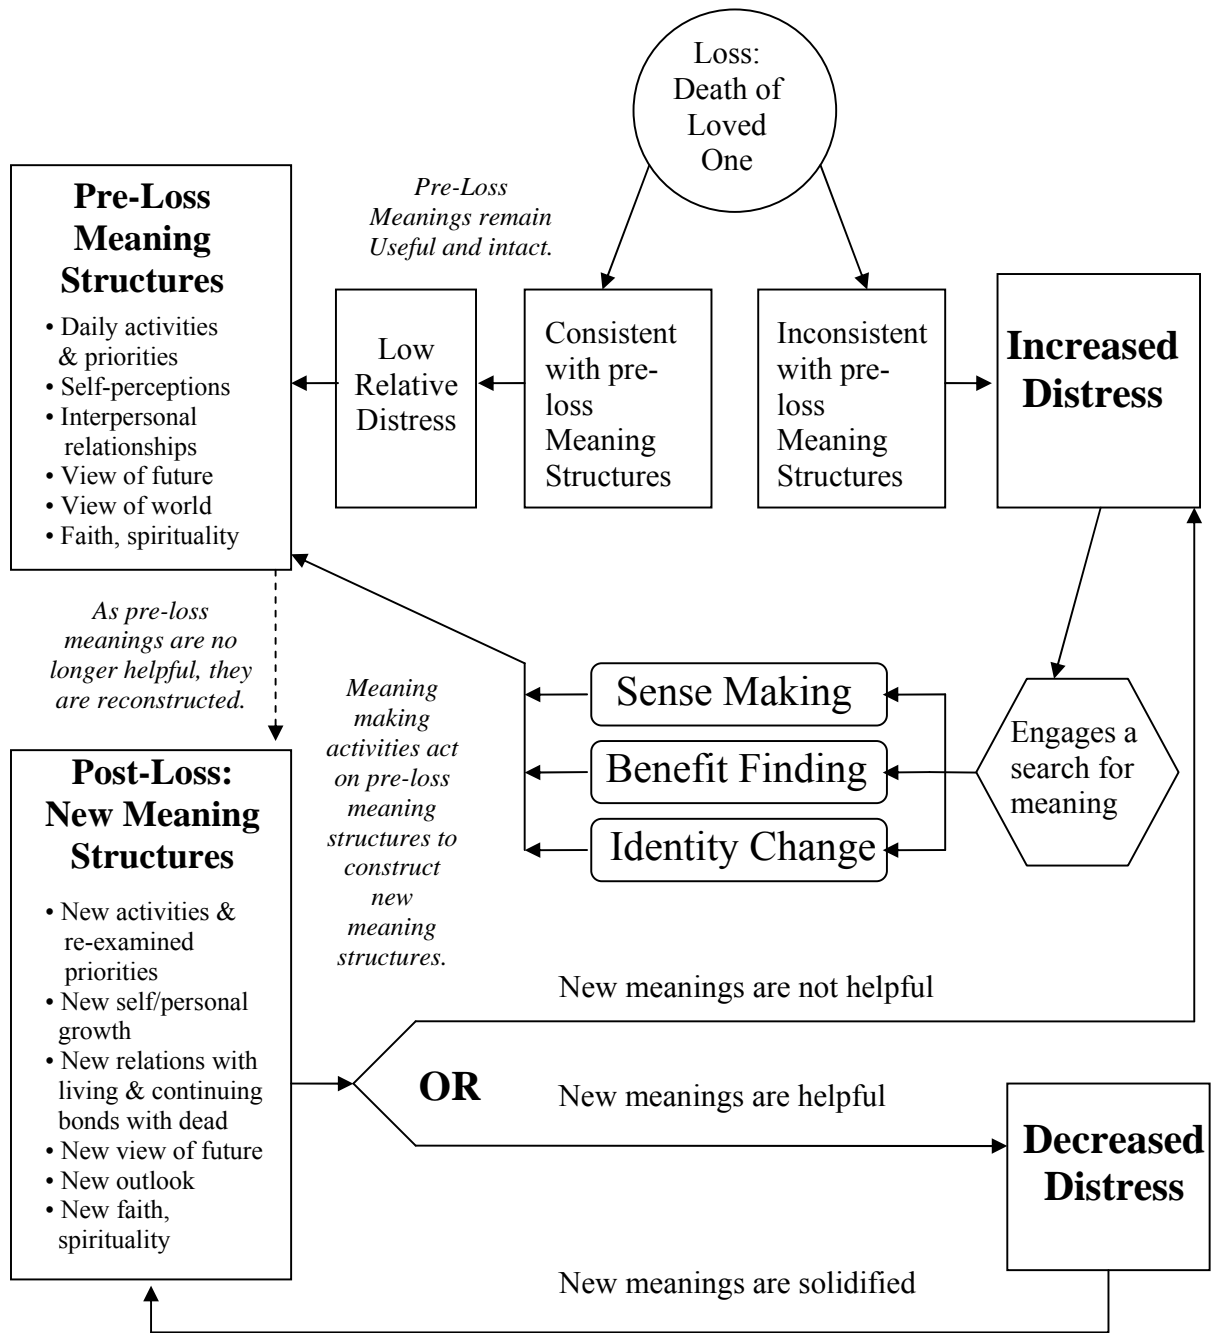 Loss:
Death of
Loved
One
Pre-Loss
Meaning
Structures
• Daily activities
& priorities
• Self-perceptions
• Interpersonal
relationships
• View of future
• View of world
• Faith, spirituality
Pre-Loss
Meanings remain
Useful and intact.
Low
Relative
Distress
Consistent
with pre-
loss
Meaning
Structures
Inconsistent
with pre-
loss
Meaning
Structures
Increased
Distress
As pre-loss
meanings are no
longer helpful, they
are reconstructed.
Meaning
making
activities act
on pre-loss
meaning
structures to
construct
new
meaning
structures.
Sense Making
Benefit Finding
Identity Change
Engages a
search for
meaning
Post-Loss:
New Meaning
Structures
• New activities &
re-examined
priorities
• New self/personal
growth
• New relations with
living & continuing
bonds with dead
• New view of future
• New outlook
• New faith,
spirituality
New meanings are not helpful
OR
New meanings are helpful
Decreased
Distress
New meanings are solidified